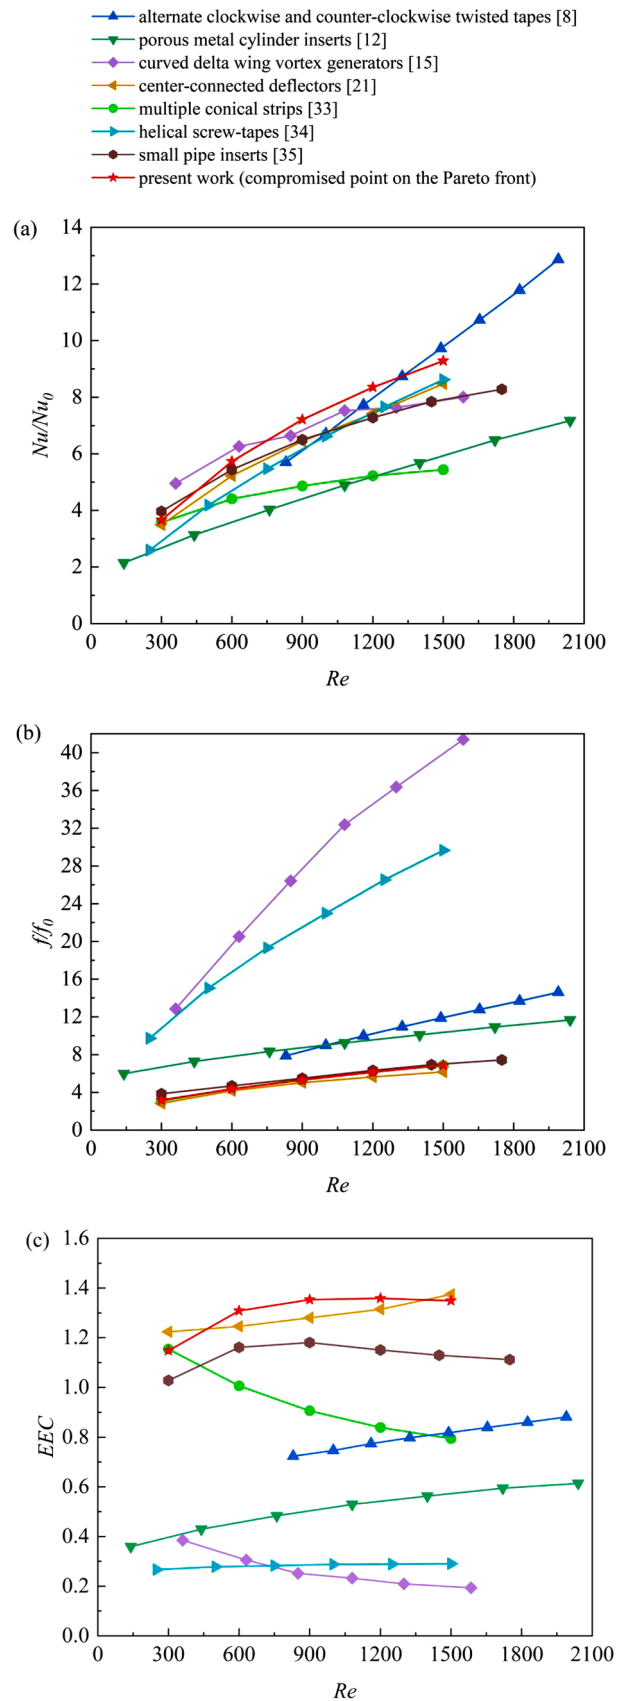 alternate clockwise and counter-clockwise twisted tapes [8]
porous metal cylinder inserts [12]
curved delta wing vortex generators [15]
center-connected deflectors [21]
multiple conical strips [33]
helical screw-tapes [34]
small pipe inserts [35]
present work (compromised point on the Pareto front)
(a)
14
12
10
8
6
4
2
0
Nu/Nu0
0 300 600 900 1200 1500 1800 2100
Re
(b)
40
36
32
28
24
20
16
12
8
4
0
f/f0
0 300 600 900 1200 1500 1800 2100
Re
(c)
1.6
1.4
1.2
1.0
0.8
0.6
0.4
0.2
0.0
EEC
0 300 600 900 1200 1500 1800 2100
Re